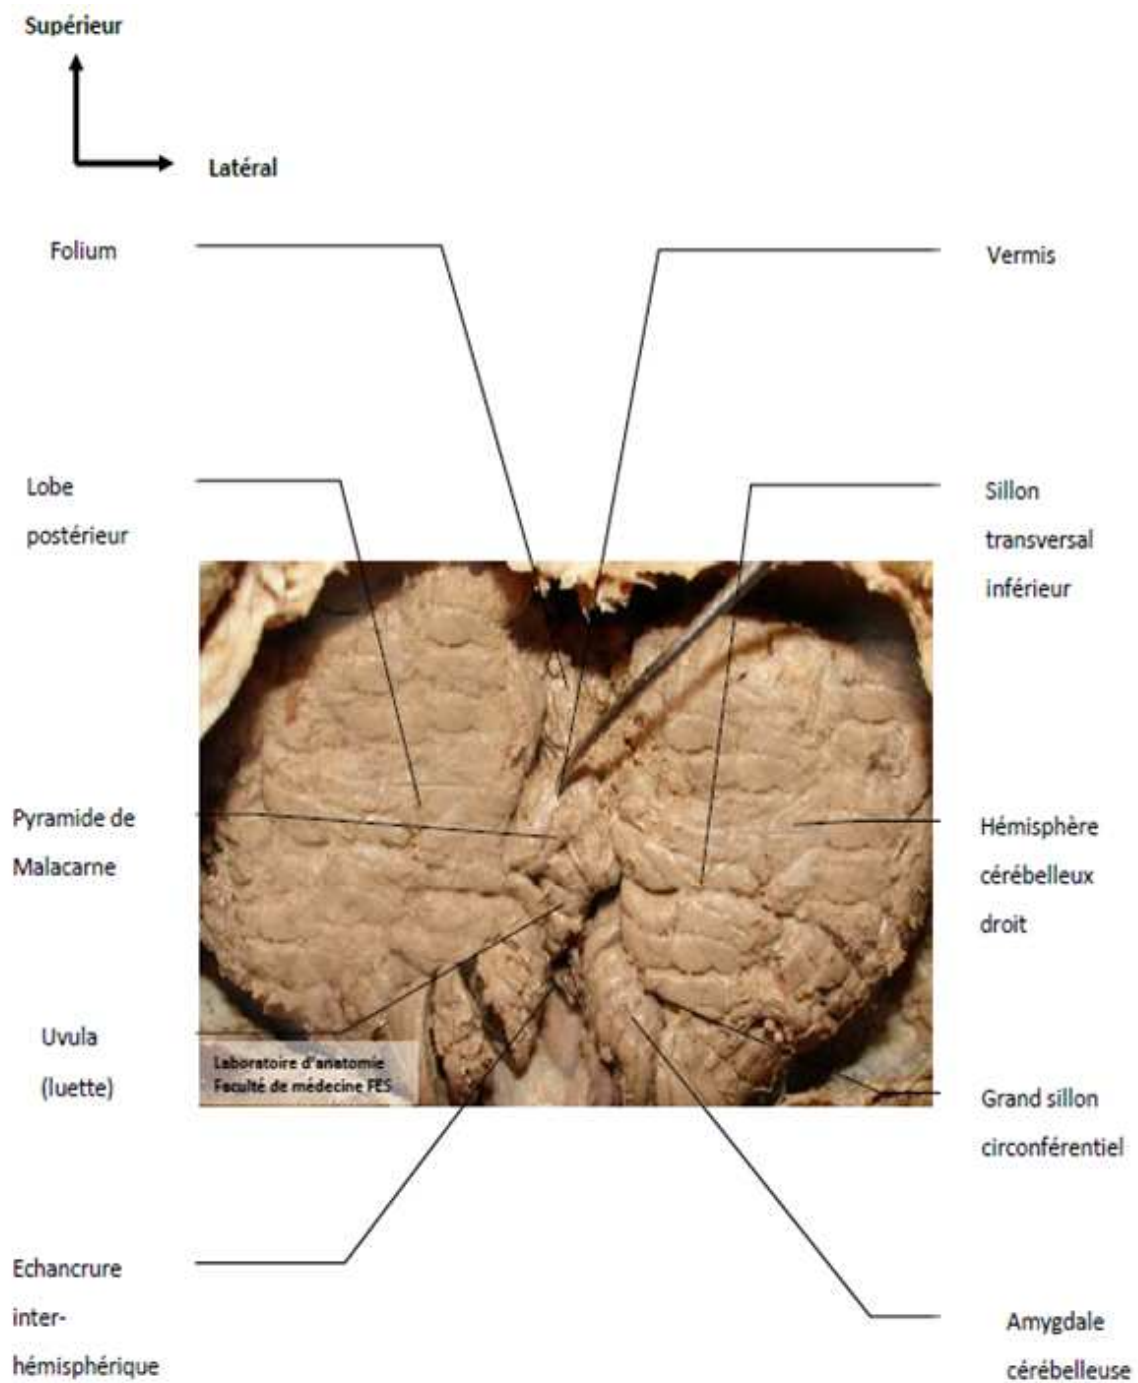 Supérieur
Latéral
Folium
Vermis
Lobe
postérieur
Sillon
transversal
inférieur
Pyramide de
Malacarne
Hémisphère
cérébelleux
droit
Uvula
(luette)
Laboratoire d'anatomie
Faculté de médecine FES
Grand sillon
circonférentiel
Echancrure
inter-
hémisphérique
Amygdale
cérébelleuse